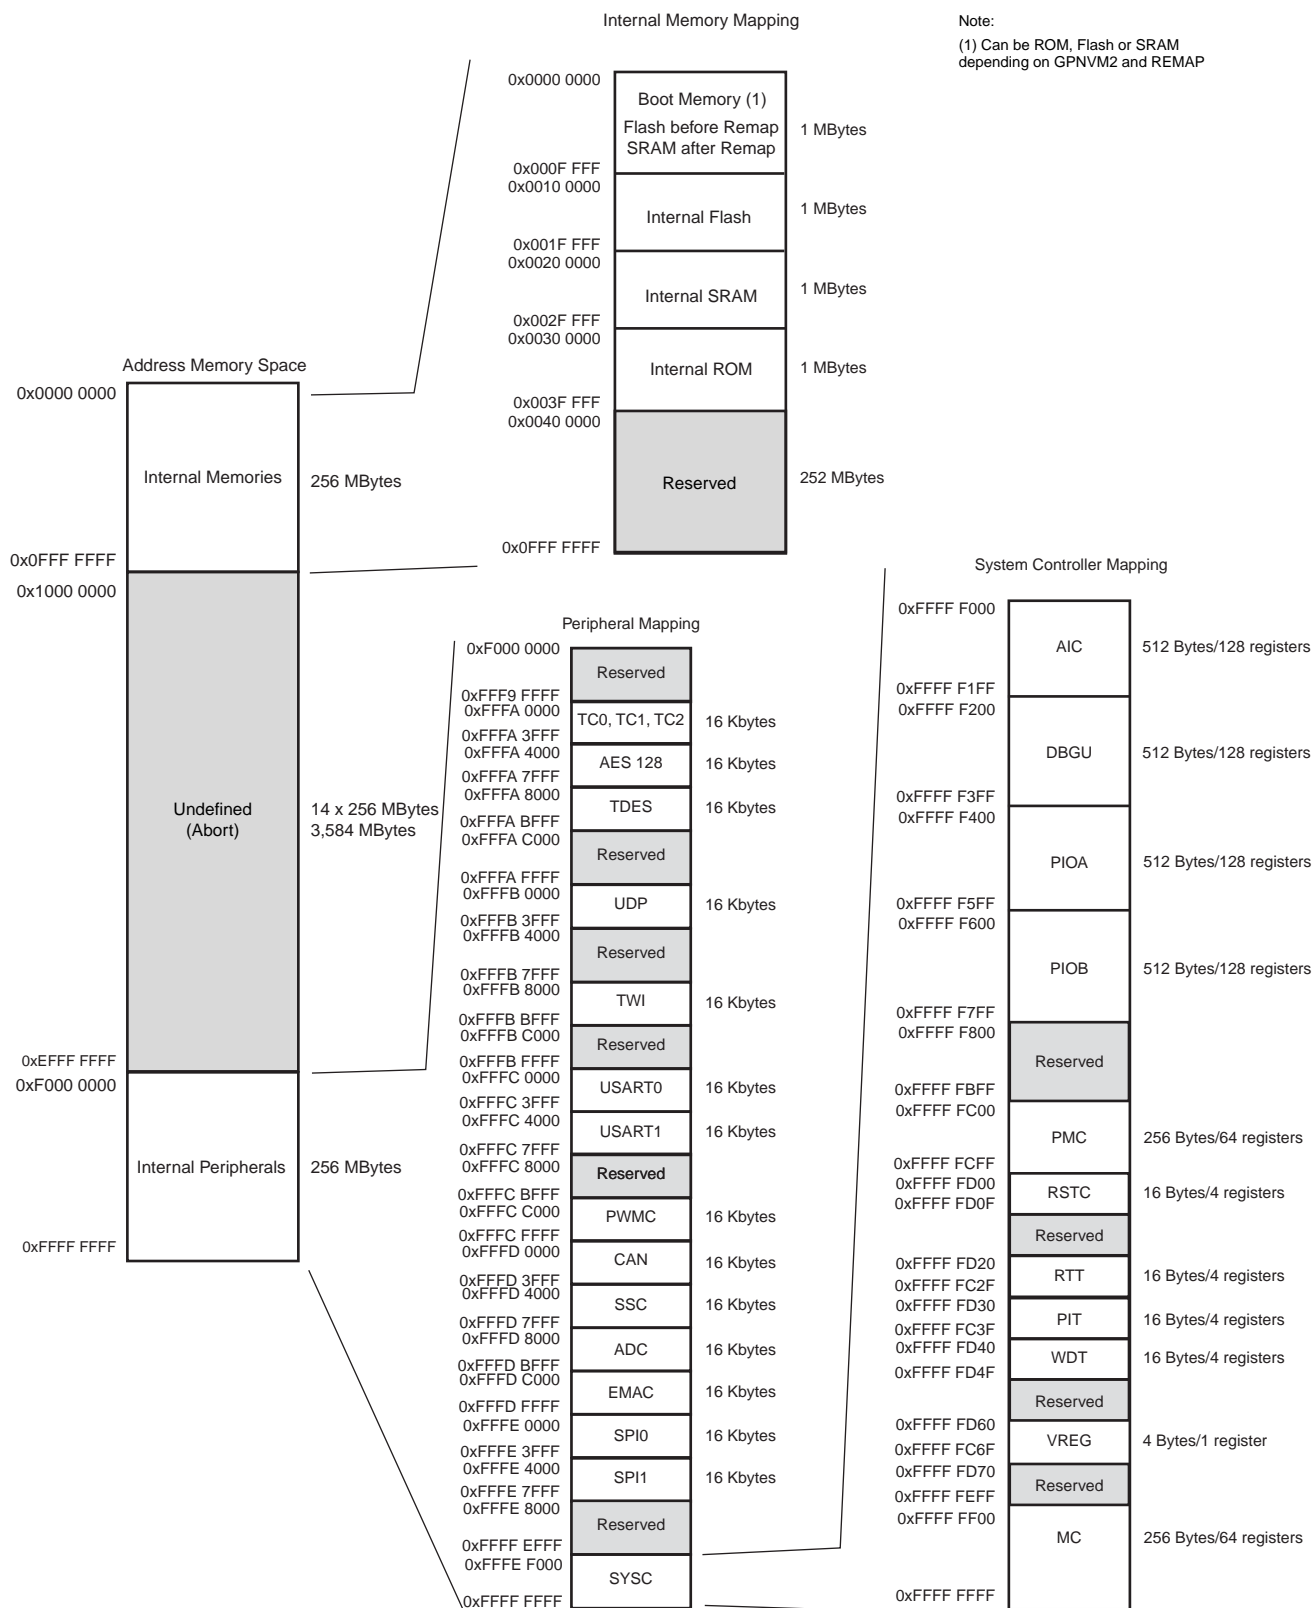 Internal Memory Mapping
Note:
(1) Can be ROM, Flash or SRAM
depending on GPNVM2 and REMAP
0x0000 0000
Boot Memory (1)
Flash before Remap
SRAM after Remap
1 MBytes
0x000F FFF
0x0010 0000
Internal Flash
1 MBytes
0x001F FFF
0x0020 0000
Internal SRAM
1 MBytes
0x002F FFF
0x0030 0000
Internal ROM
1 MBytes
0x003F FFF
0x0040 0000
Reserved
252 MBytes
0x0FFF FFFF
Address Memory Space
0x0000 0000
Internal Memories
256 MBytes
0x0FFF FFFF
0x1000 0000
Undefined
(Abort)
14 x 256 MBytes
3,584 MBytes
0xEFFF FFFF
0xF000 0000
Internal Peripherals
256 MBytes
0xFFFF FFFF
Peripheral Mapping
0xF000 0000
Reserved
0xFFF9 FFFF
0xFFFA 0000
TC0, TC1, TC2
16 Kbytes
0xFFFA 3FFF
0xFFFA 4000
AES 128
16 Kbytes
0xFFFA 7FFF
0xFFFA 8000
TDES
16 Kbytes
0xFFFA BFFF
0xFFFA C000
Reserved
0xFFFA FFFF
0xFFFB 0000
UDP
16 Kbytes
0xFFFB 3FFF
0xFFFB 4000
Reserved
0xFFFB 7FFF
0xFFFB 8000
TWI
16 Kbytes
0xFFFB BFFF
0xFFFB C000
Reserved
0xFFFB FFFF
0xFFFC 0000
USART0
16 Kbytes
0xFFFC 3FFF
0xFFFC 4000
USART1
16 Kbytes
0xFFFC 7FFF
0xFFFC 8000
Reserved
0xFFFC BFFF
0xFFFC C000
PWMC
16 Kbytes
0xFFFC FFFF
0xFFFD 0000
CAN
16 Kbytes
0xFFFD 3FFF
0xFFFD 4000
SSC
16 Kbytes
0xFFFD 7FFF
0xFFFD 8000
ADC
16 Kbytes
0xFFFD BFFF
0xFFFD C000
EMAC
16 Kbytes
0xFFFD FFFF
0xFFFE 0000
SPI0
16 Kbytes
0xFFFE 3FFF
0xFFFE 4000
SPI1
16 Kbytes
0xFFFE 7FFF
0xFFFE 8000
Reserved
0xFFFF EFFF
0xFFFE F000
SYSC
0xFFFF FFFF
System Controller Mapping
0xFFFF F000
AIC
512 Bytes/128 registers
0xFFFF F1FF
0xFFFF F200
DBGU
512 Bytes/128 registers
0xFFFF F3FF
0xFFFF F400
PIOA
512 Bytes/128 registers
0xFFFF F5FF
0xFFFF F600
PIOB
512 Bytes/128 registers
0xFFFF F7FF
0xFFFF F800
Reserved
0xFFFF FBFF
0xFFFF FC00
PMC
256 Bytes/64 registers
0xFFFF FCFF
0xFFFF FD00
RSTC
16 Bytes/4 registers
0xFFFF FD0F
Reserved
0xFFFF FD20
RTT
16 Bytes/4 registers
0xFFFF FC2F
0xFFFF FD30
PIT
16 Bytes/4 registers
0xFFFF FC3F
0xFFFF FD40
WDT
16 Bytes/4 registers
0xFFFF FD4F
Reserved
0xFFFF FD60
VREG
4 Bytes/1 register
0xFFFF FC6F
0xFFFF FD70
Reserved
0xFFFF FEFF
0xFFFF FF00
MC
256 Bytes/64 registers
0xFFFF FFFF